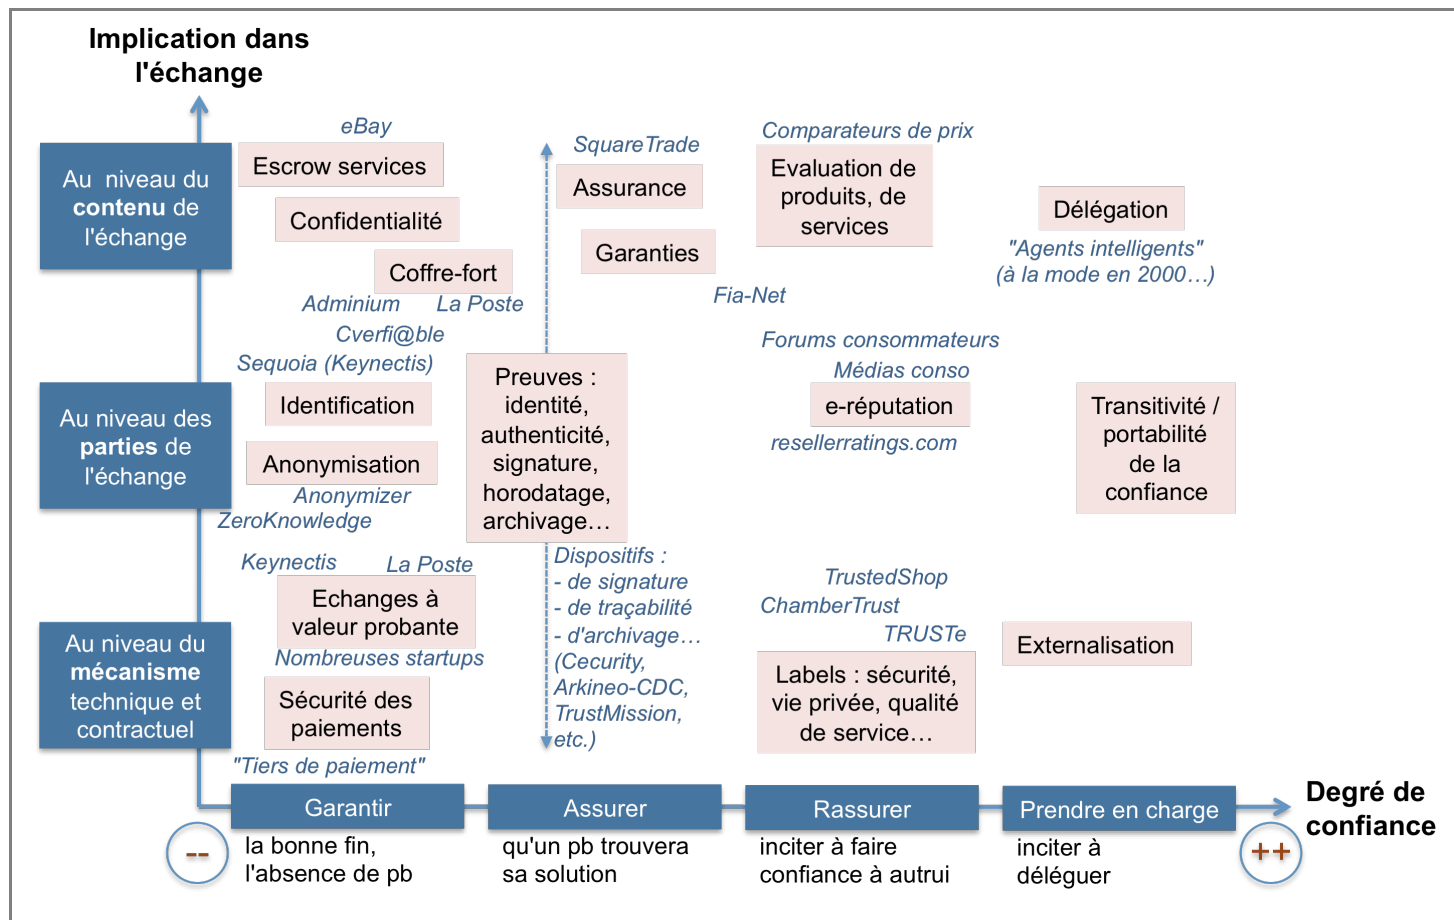 Implication dans
l'échange
eBay
Escrow services
Confidentialité
Coffre-fort
Adminium
La Poste
Cverfi@ble
SquareTrade
Assurance
Garanties
Fia-Net
Comparateurs de prix
Evaluation de
produits, de
services
Délégation
"Agents intelligents"
(à la mode en 2000…)
Au niveau du
contenu de
l'échange
Sequoia (Keynectis)
Identification
Anonymisation
Anonymizer
ZeroKnowledge
Preuves :
identité,
authenticité,
signature,
horodatage,
archivage…
Forums consommateurs
Médias conso
e-réputation
resellerratings.com
Transitivité /
portabilité
de la
confiance
Au niveau des
parties de
l'échange
Keynectis
La Poste
Echanges à
valeur probante
Nombreuses startups
Sécurité des
paiements
"Tiers de paiement"
Dispositifs :
- de signature
- de traçabilité
- d'archivage…
(Cecurity,
Arkineo-CDC,
TrustMission,
etc.)
TrustedShop
ChamberTrust
TRUSTe
Labels : sécurité,
vie privée, qualité
de service…
Externalisation
Au niveau du
mécanisme
technique et
contractuel
Garantir
Assurer
Rassurer
Prendre en charge
Degré de
confiance
--
la bonne fin,
l'absence de pb
qu'un pb trouvera
sa solution
inciter à faire
confiance à autrui
inciter à
déléguer
++